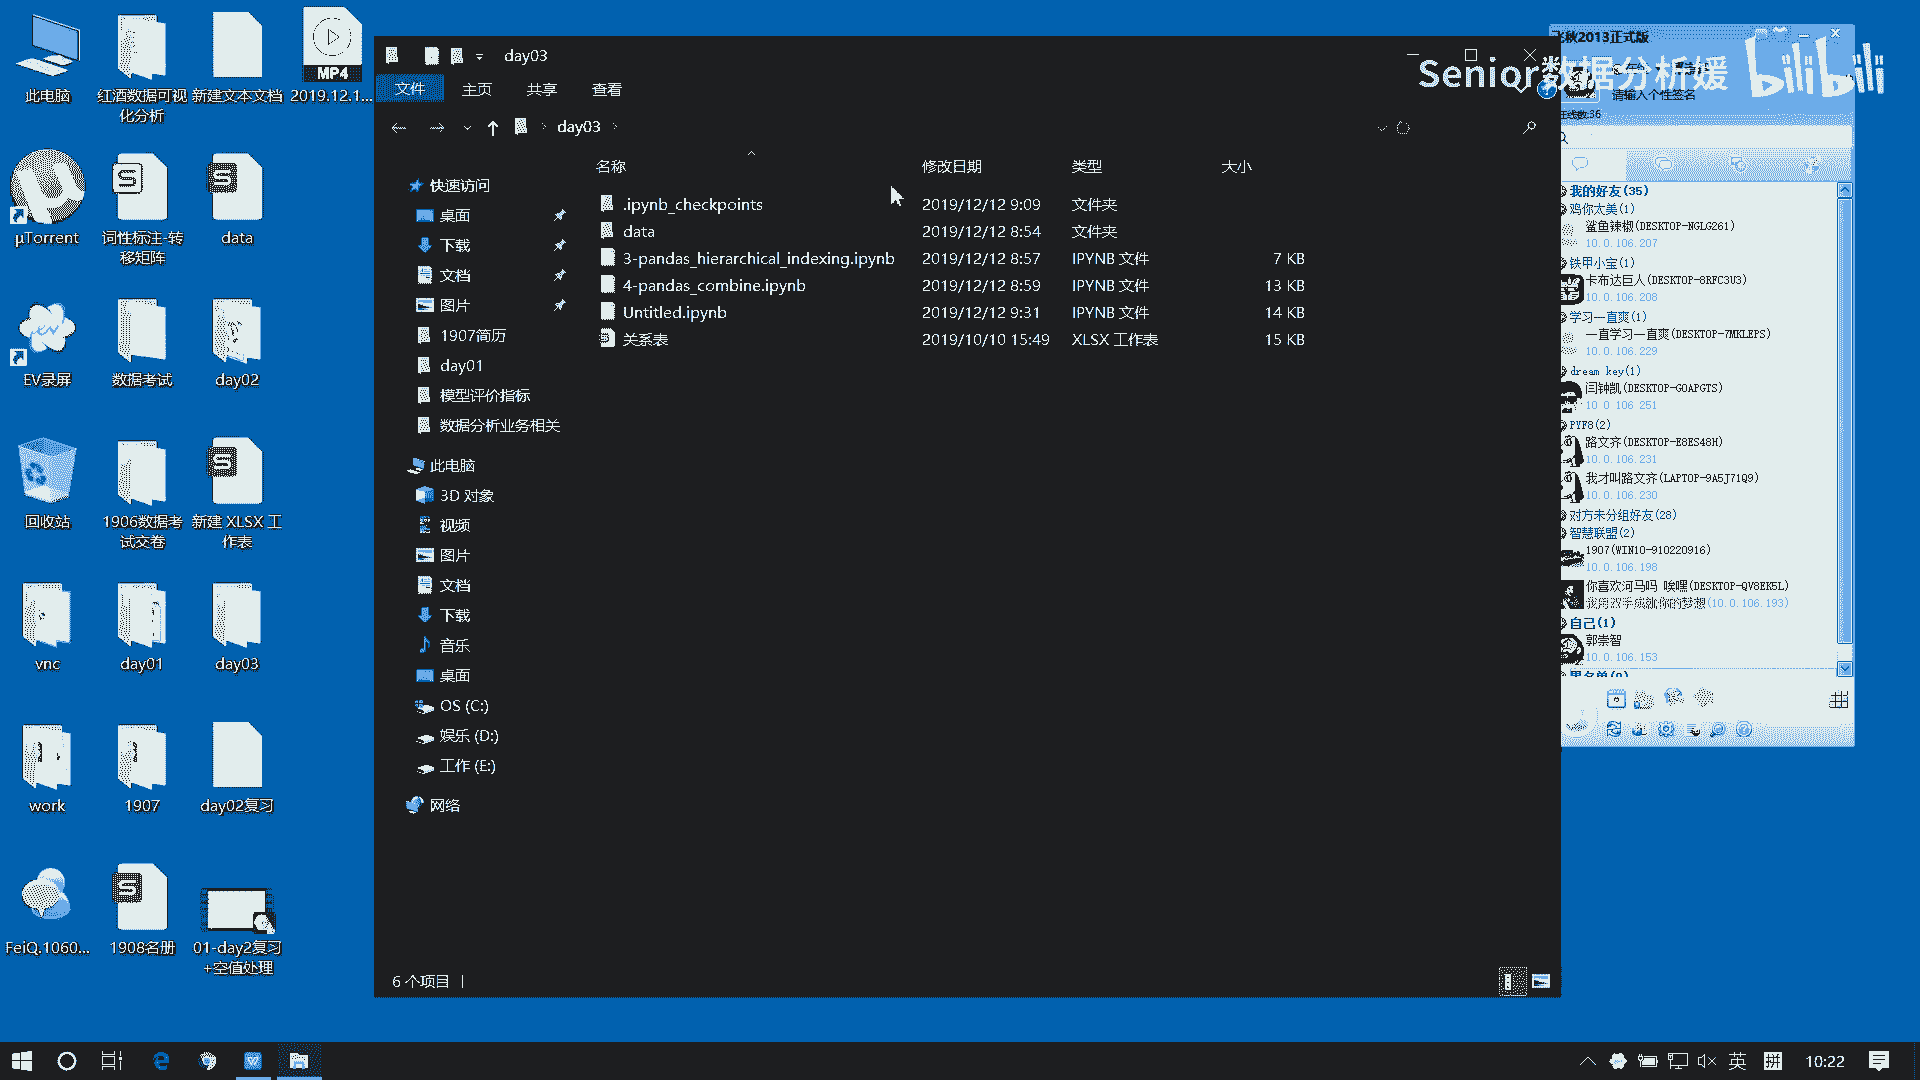 此电脑
红酒数据可视化分析
新建文本文档
MP4
2019.12.1...
μTorrent
词性标注-转移矩阵
data
EV录屏
数据考试
day02
回收站
1906数据考试交卷
新建 XLSX 工作表
vnc
day01
day03
work
1907
day02复习
FeiQ.1060...
1908名册
01-day2复习+空值处理
day03
文件 主页 共享 查看
day03
名称 修改日期 类型 大小
.ipynb_checkpoints 2019/12/12 9:09 文件夹
data 2019/12/12 8:54 文件夹
3-pandas_hierarchical_indexing.ipynb 2019/12/12 8:57 IPYNB 文件 7 KB
4-pandas_combine.ipynb 2019/12/12 8:59 IPYNB 文件 13 KB
Untitled.ipynb 2019/12/12 9:31 IPYNB 文件 14 KB
关系表 2019/10/10 15:49 XLSX 工作表 15 KB
快速访问
桌面
下载
文档
图片
1907简历
day01
模型评价指标
数据分析业务相关
此电脑
3D 对象
视频
图片
文档
下载
音乐
桌面
OS (C:)
娱乐 (D:)
工作 (E:)
网络
6 个项目
飞秋2013正式版
Senior数据分析媛 bilibili
请输入个性签名
我的好友(35)
鸡你太美(1)
鲨鱼辣椒(DESKTOP-NGLG261)
10.0.106.207
铁甲小宝(1)
卡布达巨人(DESKTOP-8RFC3U3)
10.0.106.208
学习一直爽(1)
一直学习一直爽(DESKTOP-7MKLEPS)
10.0.106.229
dream key(1)
闫钟凯(DESKTOP-GOAPGTS)
10.0.106.251
PYF8(2)
路文齐(DESKTOP-E8ES48H)
10.0.106.231
我才叫路文齐(LAPTOP-9A5J71Q9)
10.0.106.230
对方未分组好友(28)
智慧联盟(2)
1907(WIN10-910220916)
10.0.106.198
你喜欢河马吗 唉嘿(DESKTOP-QV8EK5L)
我用双手成就你的梦想(10.0.106.193)
自己(1)
郭崇智
10.0.106.153
英 拼 10:22